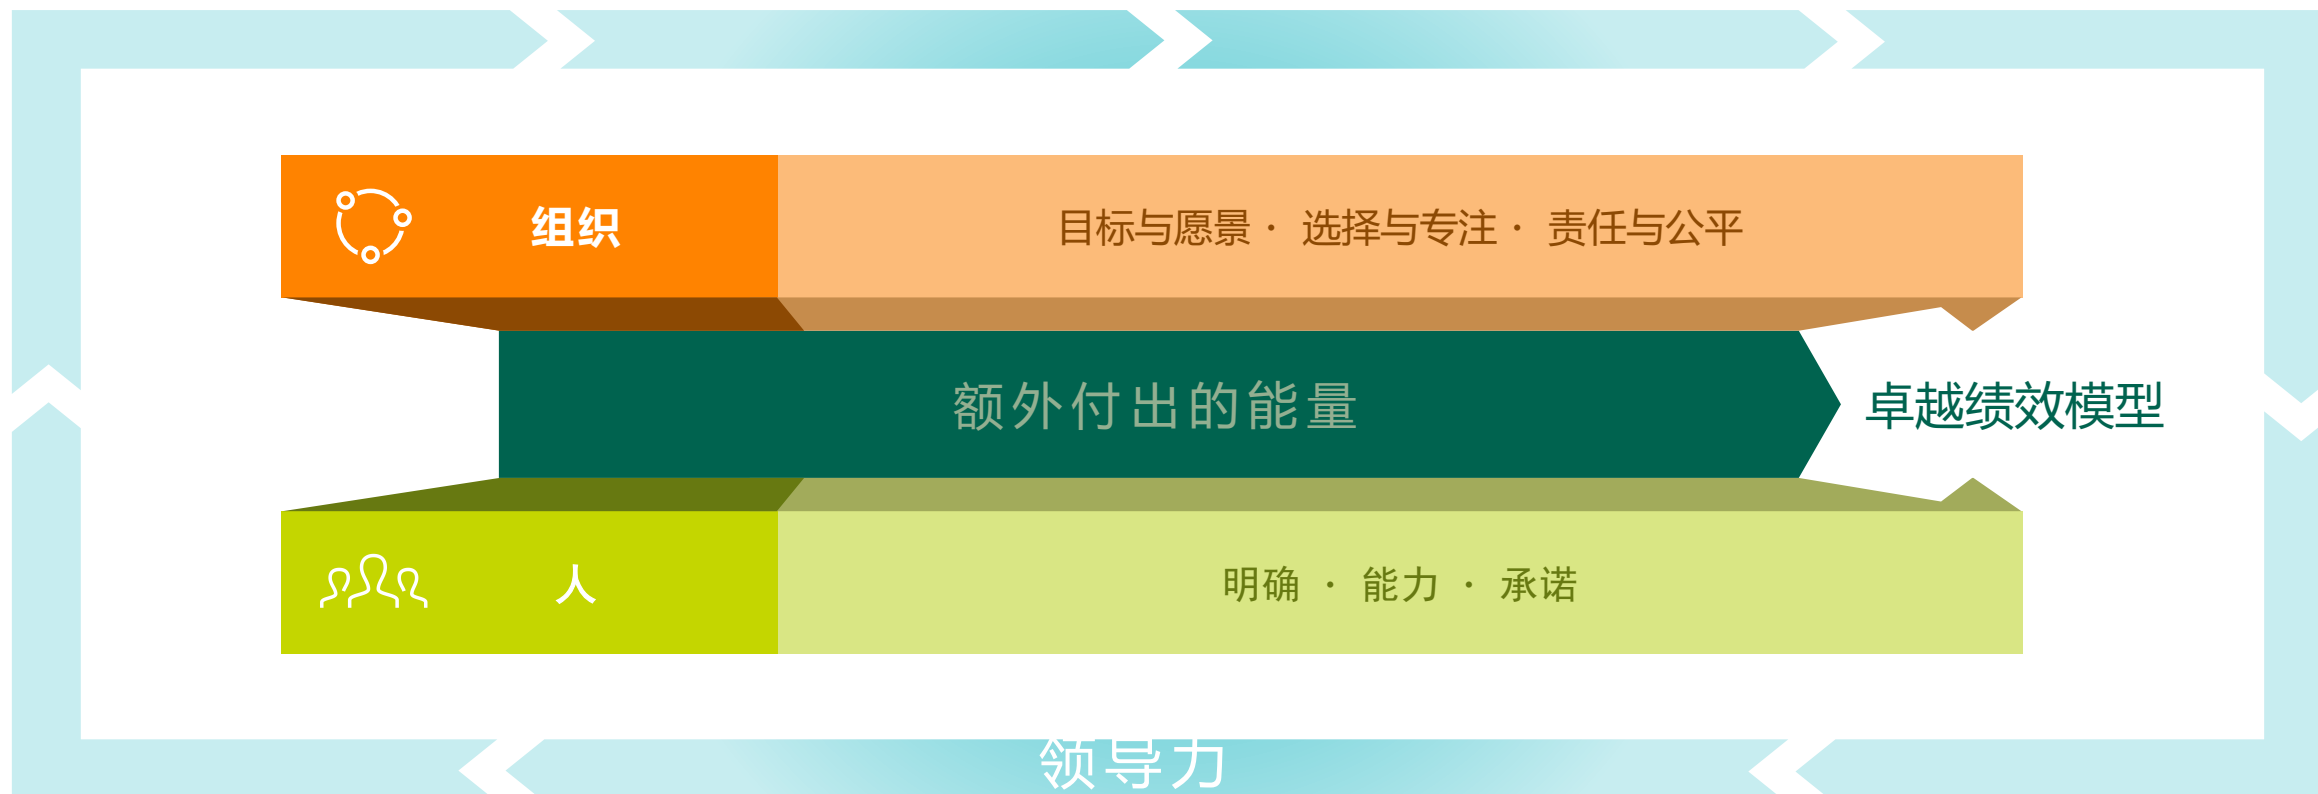 组织
目标与愿景 · 选择与专注 · 责任与公平
额外付出的能量
卓越绩效模型
人
明确 · 能力 · 承诺
领导力